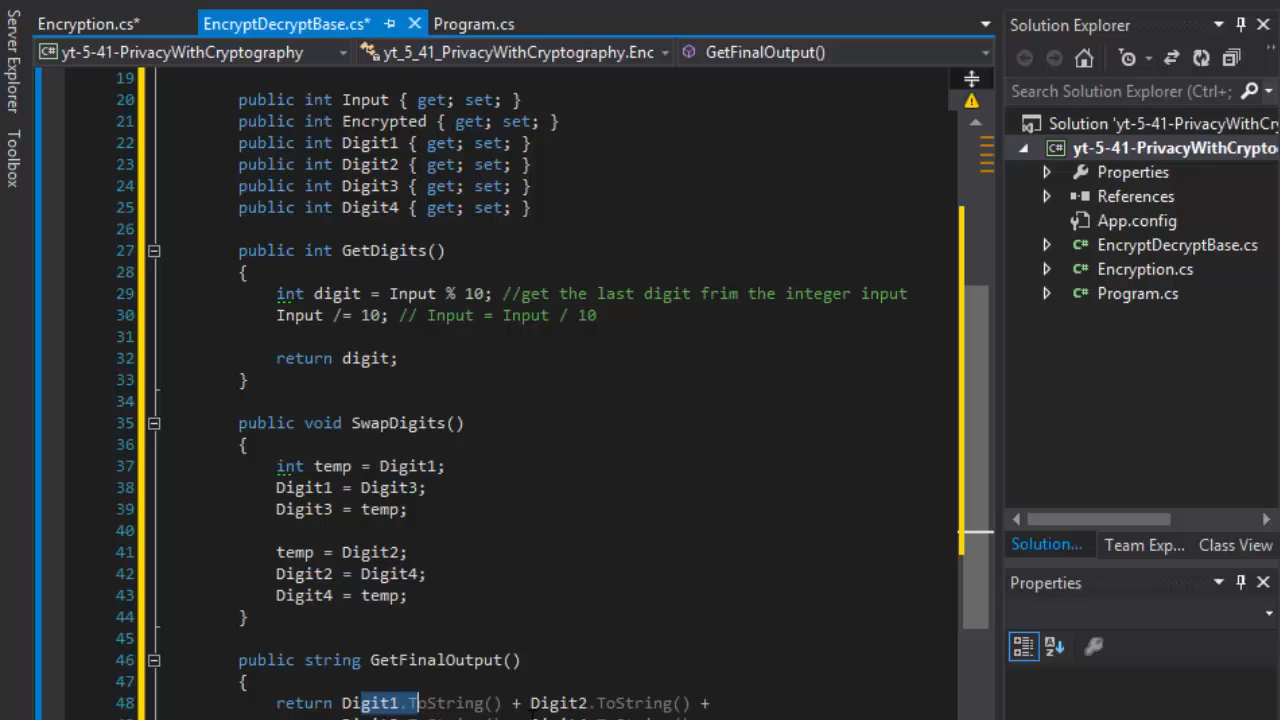 Server Explorer
Toolbox
Encryption.cs*
EncryptDecryptBase.cs*
Program.cs
yt-5-41-PrivacyWithCryptography
yt_5_41_PrivacyWithCryptography.Enc
GetFinalOutput()
19
20 public int Input { get; set; }
21 public int Encrypted { get; set; }
22 public int Digit1 { get; set; }
23 public int Digit2 { get; set; }
24 public int Digit3 { get; set; }
25 public int Digit4 { get; set; }
26
27 public int GetDigits()
28 {
29 int digit = Input % 10; //get the last digit frim the integer input
30 Input /= 10; // Input = Input / 10
31
32 return digit;
33 }
34
35 public void SwapDigits()
36 {
37 int temp = Digit1;
38 Digit1 = Digit3;
39 Digit3 = temp;
40
41 temp = Digit2;
42 Digit2 = Digit4;
43 Digit4 = temp;
44 }
45
46 public string GetFinalOutput()
47 {
48 return Digit1.ToString() + Digit2.ToString() +
Solution Explorer
Search Solution Explorer (Ctrl+;
Solution 'yt-5-41-PrivacyWithCr
yt-5-41-PrivacyWithCrypto
Properties
References
App.config
EncryptDecryptBase.cs
Encryption.cs
Program.cs
Solution...
Team Exp...
Class View
Properties